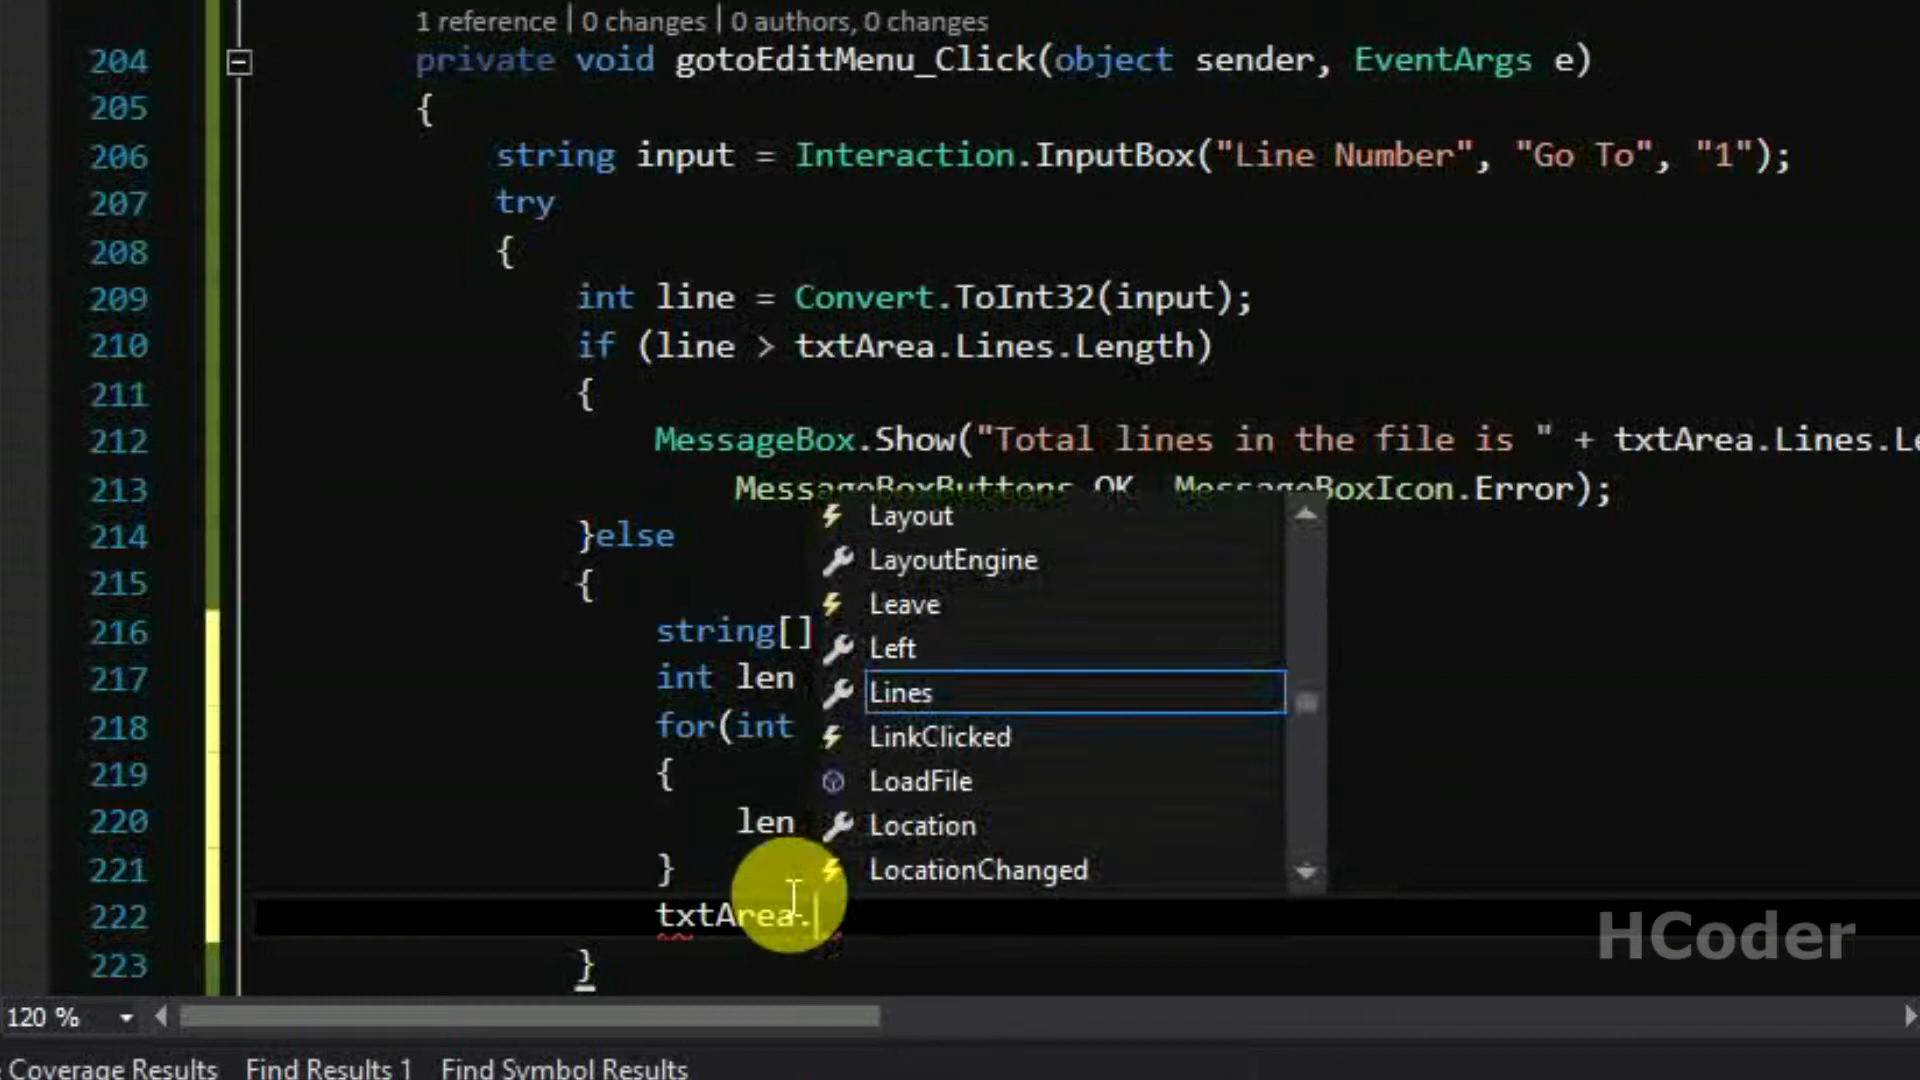 1 reference | 0 changes | 0 authors, 0 changes
204 private void gotoEditMenu_Click(object sender, EventArgs e)
205 {
206 string input = Interaction.InputBox("Line Number", "Go To", "1");
207 try
208 {
209 int line = Convert.ToInt32(input);
210 if (line > txtArea.Lines.Length)
211 {
212 MessageBox.Show("Total lines in the file is " + txtArea.Lines.Le
213 MessageBoxButtons.OK, MessageBoxIcon.Error);
Layout
214 }else
LayoutEngine
215 {
Leave
216 string[]
Left
217 int len
Lines
218 for(int
LinkClicked
219 {
LoadFile
220 len
Location
221 }
LocationChanged
222 txtArea.
HCoder
223 }
120 %
Coverage Results Find Results 1 Find Symbol Results